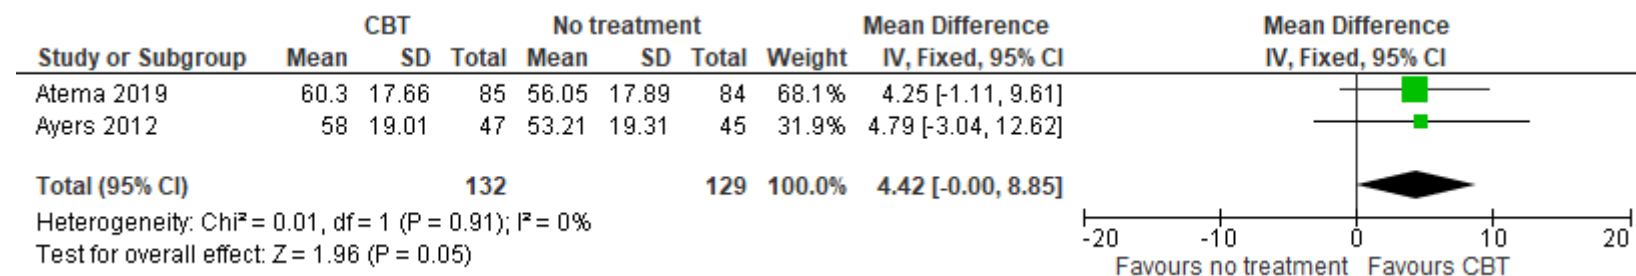 CBT No treatment Mean Difference Mean Difference
Study or Subgroup Mean SD Total Mean SD Total Weight IV, Fixed, 95% CI IV, Fixed, 95% CI
Atema 2019 60.3 17.66 85 56.05 17.89 84 68.1% 4.25 [-1.11, 9.61]
Ayers 2012 58 19.01 47 53.21 19.31 45 31.9% 4.79 [-3.04, 12.62]
Total (95% CI) 132 129 100.0% 4.42 [-0.00, 8.85]
Heterogeneity: Chi² = 0.01, df = 1 (P = 0.91); I² = 0%
Test for overall effect: Z = 1.96 (P = 0.05)
-20 -10 0 10 20
Favours no treatment Favours CBT